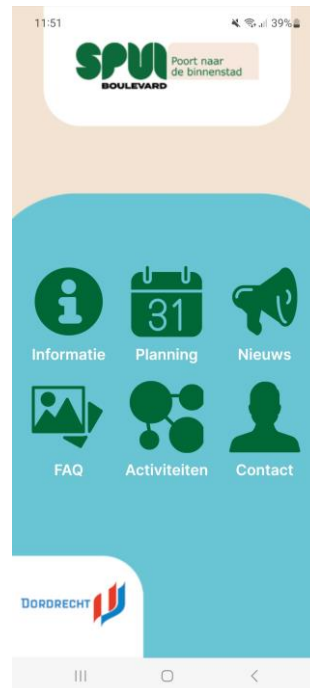 11:51
39%
SPUI
BOULEVARD
Poort naar
de binnenstad
31
Informatie
Planning
Nieuws
FAQ
Activiteiten
Contact
DORDRECHT